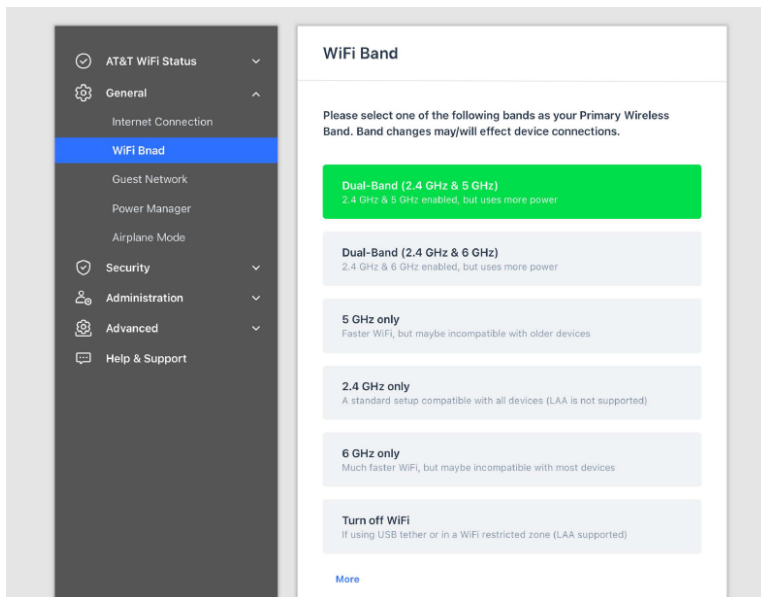 AT&T WiFi Status
General
Internet Connection
WiFi Bnad
Guest Network
Power Manager
Airplane Mode
Security
Administration
Advanced
Help & Support
WiFi Band
Please select one of the following bands as your Primary Wireless
Band. Band changes may/will effect device connections.
Dual-Band (2.4 GHz & 5 GHz)
2.4 GHz & 5 GHz enabled, but uses more power
Dual-Band (2.4 GHz & 6 GHz)
2.4 GHz & 6 GHz enabled, but uses more power
5 GHz only
Faster WiFi, but maybe incompatible with older devices
2.4 GHz only
A standard setup compatible with all devices (LAA is not supported)
6 GHz only
Much faster WiFi, but maybe incompatible with most devices
Turn off WiFi
If using USB tether or in a WiFi restricted zone (LAA supported)
More